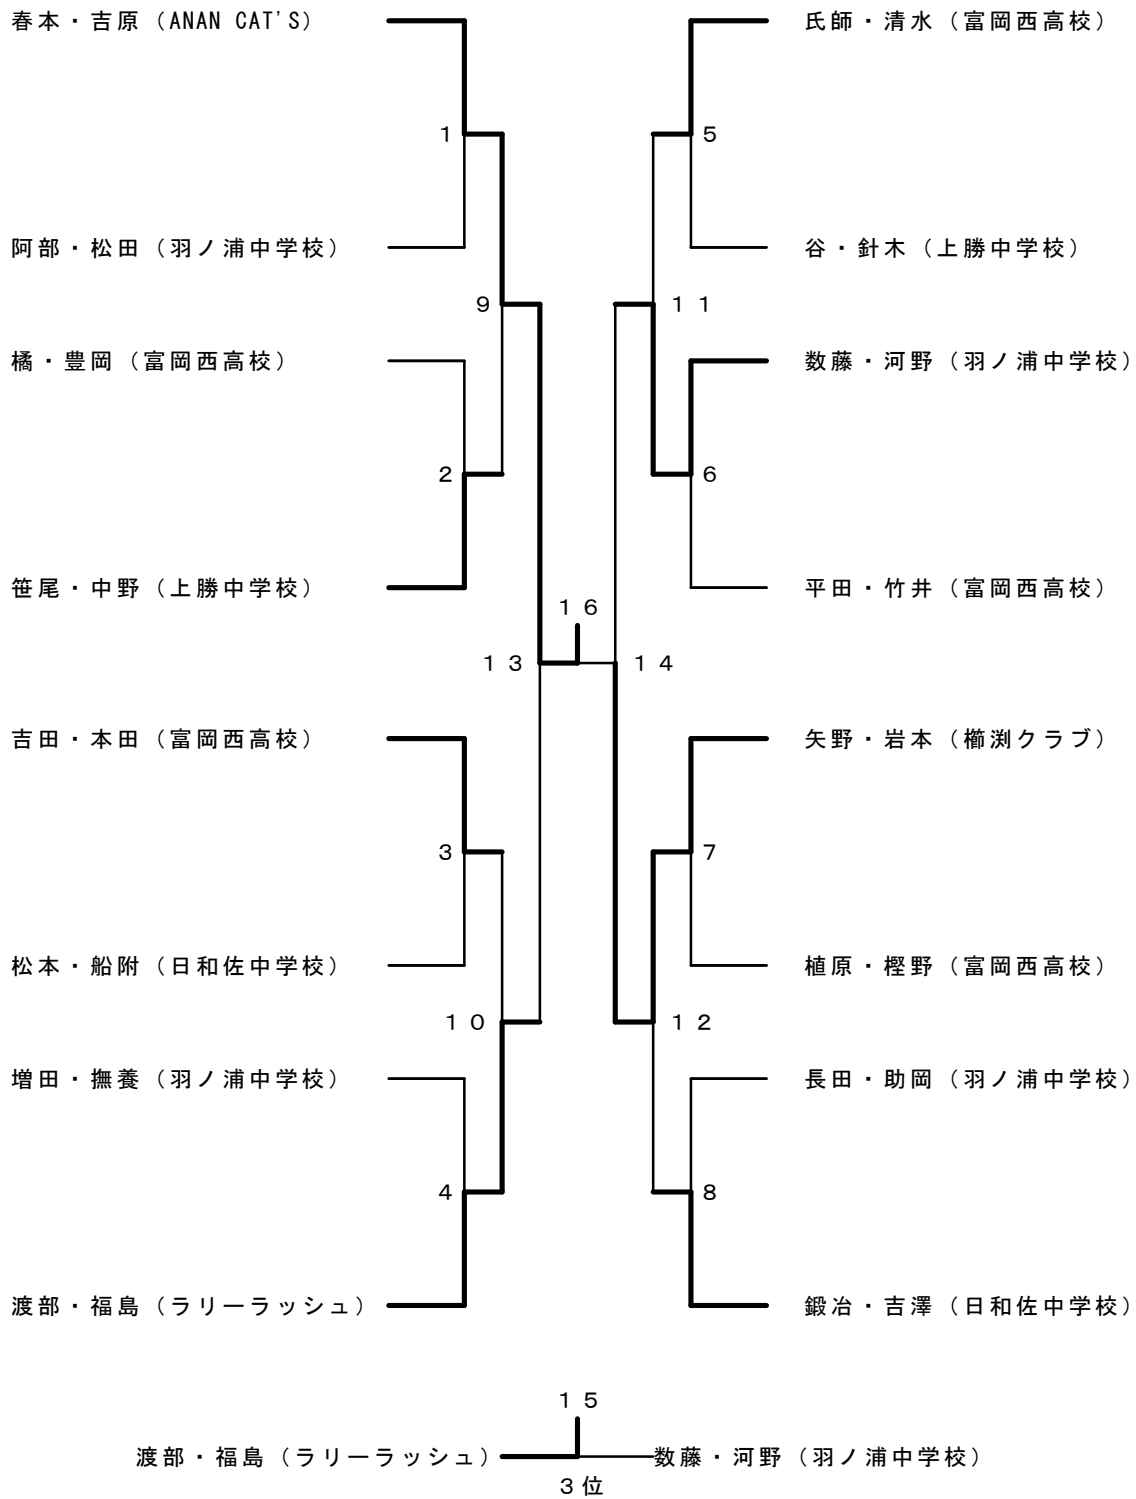 春本・吉原（ANAN CAT'S）
氏師・清水（富岡西高校）
1
5
阿部・松田（羽ノ浦中学校）
谷・針木（上勝中学校）
9
11
橘・豊岡（富岡西高校）
数藤・河野（羽ノ浦中学校）
2
6
笹尾・中野（上勝中学校）
平田・竹井（富岡西高校）
16
13
14
吉田・本田（富岡西高校）
矢野・岩本（櫛渕クラブ）
3
7
松本・船附（日和佐中学校）
植原・樫野（富岡西高校）
10
12
増田・撫養（羽ノ浦中学校）
長田・助岡（羽ノ浦中学校）
4
8
渡部・福島（ラリーラッシュ）
鍛冶・吉澤（日和佐中学校）
15
渡部・福島（ラリーラッシュ）
数藤・河野（羽ノ浦中学校）
3位